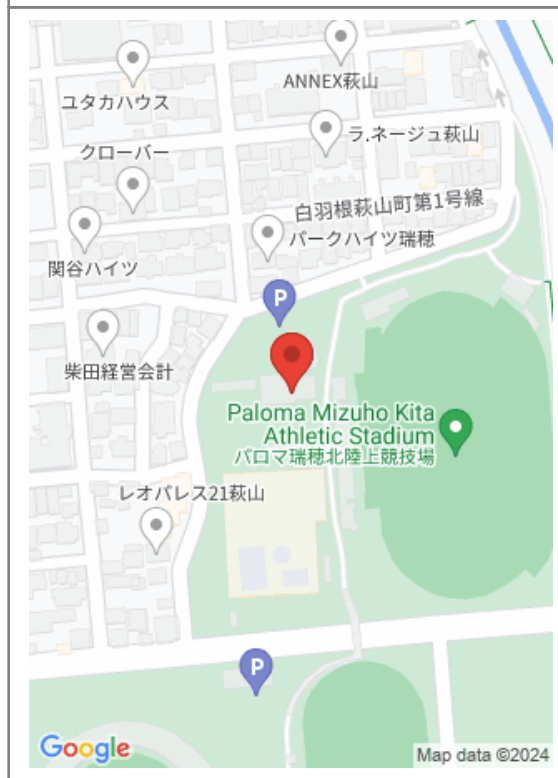 ANNEX萩山
ユタカハウス
ラ.ネージュ萩山
クローバー
白羽根萩山町第1号線
パークハイツ瑞穂
関谷ハイツ
P
柴田経営会計
Paloma Mizuho Kita
Athletic Stadium
パロマ瑞穂北陸上競技場
レオパレス21萩山
P
Google
Map data ©2024